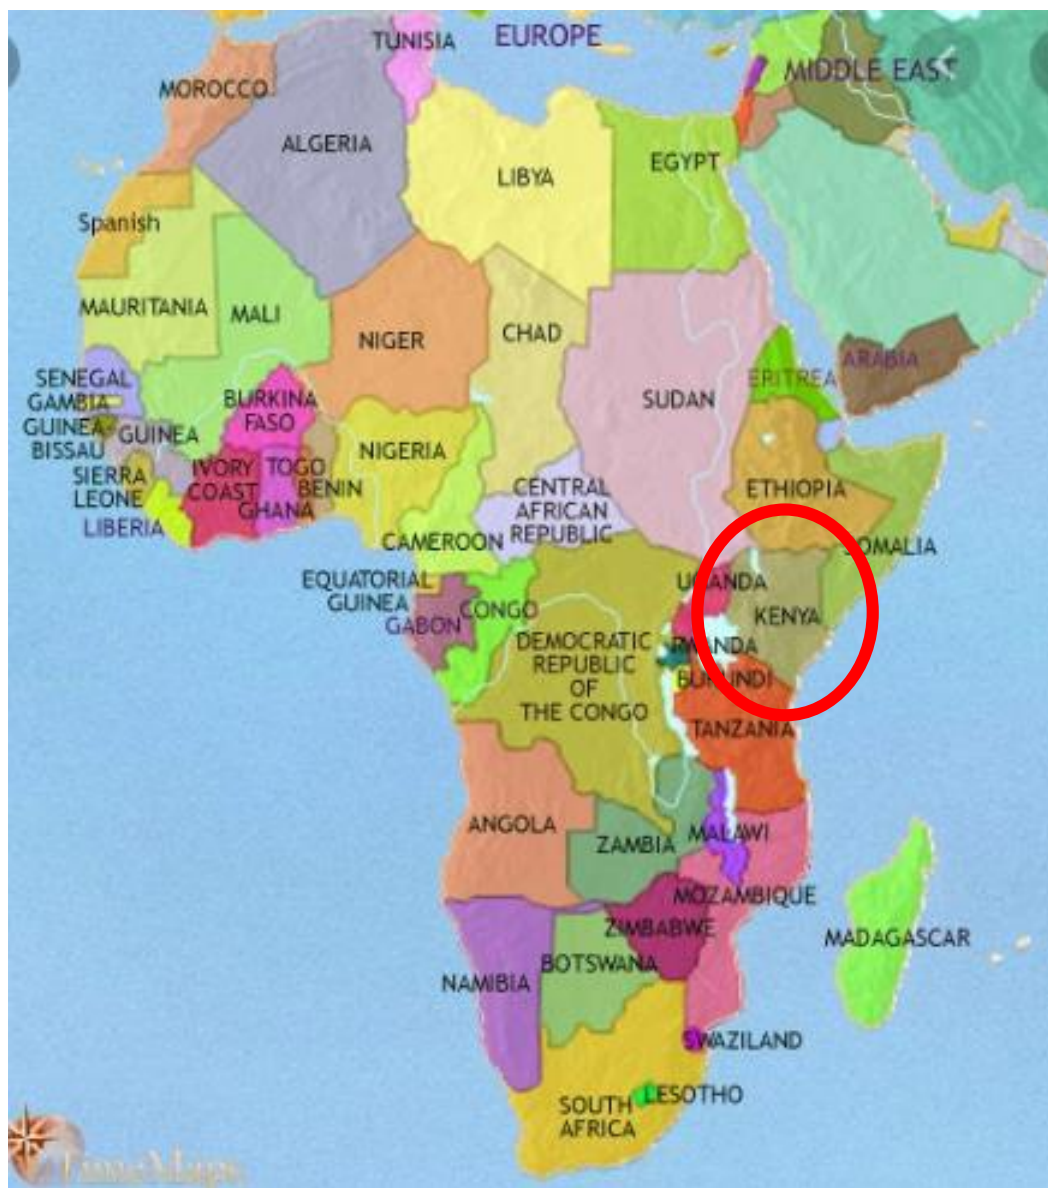 EUROPE
TUNISIA
MIDDLE EAST
MOROCCO
ALGERIA
LIBYA
EGYPT
Spanish
MAURITANIA
MALI
NIGER
CHAD
SUDAN
ERITREA
ARABIA
SENEGAL
GAMBIA
GUINEA-
BISSAU
GUINEA
BURKINA
FASO
NIGERIA
SIERRA
LEONE
LIBERIA
IVORY
COAST
TOGO
BENIN
GHANA
CENTRAL
AFRICAN
REPUBLIC
ETHIOPIA
SOMALIA
CAMEROON
EQUATORIAL
GUINEA
GABON
CONGO
UGANDA
KENYA
RWANDA
BURUNDI
DEMOCRATIC
REPUBLIC
OF
THE CONGO
TANZANIA
ANGOLA
ZAMBIA
MALAWI
MOZAMBIQUE
ZIMBABWE
MADAGASCAR
NAMIBIA
BOTSWANA
SWAZILAND
LESOTHO
SOUTH
AFRICA
TimeMaps